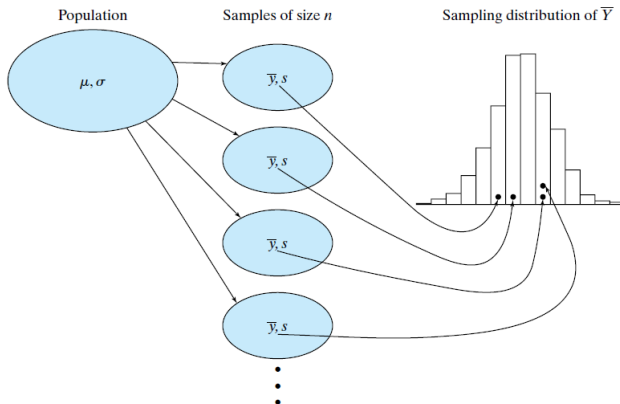 Population
Samples of size n
Sampling distribution of Y̅
μ, σ
y̅, s
y̅, s
y̅, s
y̅, s